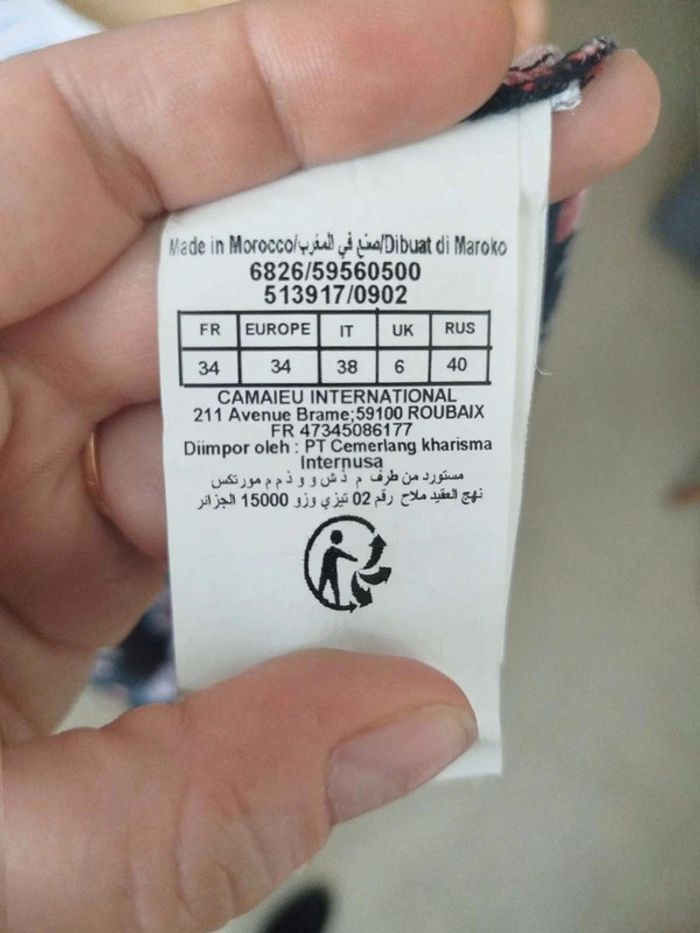 Made in Morocco/صنع في المغرب/Dibuat di Maroko
6826/59560500
513917/0902
FR EUROPE IT UK RUS
34 34 38 6 40
CAMAIEU INTERNATIONAL
211 Avenue Brame;59100 ROUBAIX
FR 47345086177
Diimpor oleh : PT Cemerlang kharisma
Internusa
مستورد من طرف م ذ ش و و ذ م م مورتكس
نهج العقيد ملاح رقم 02 تيزي وزو 15000 الجزائر